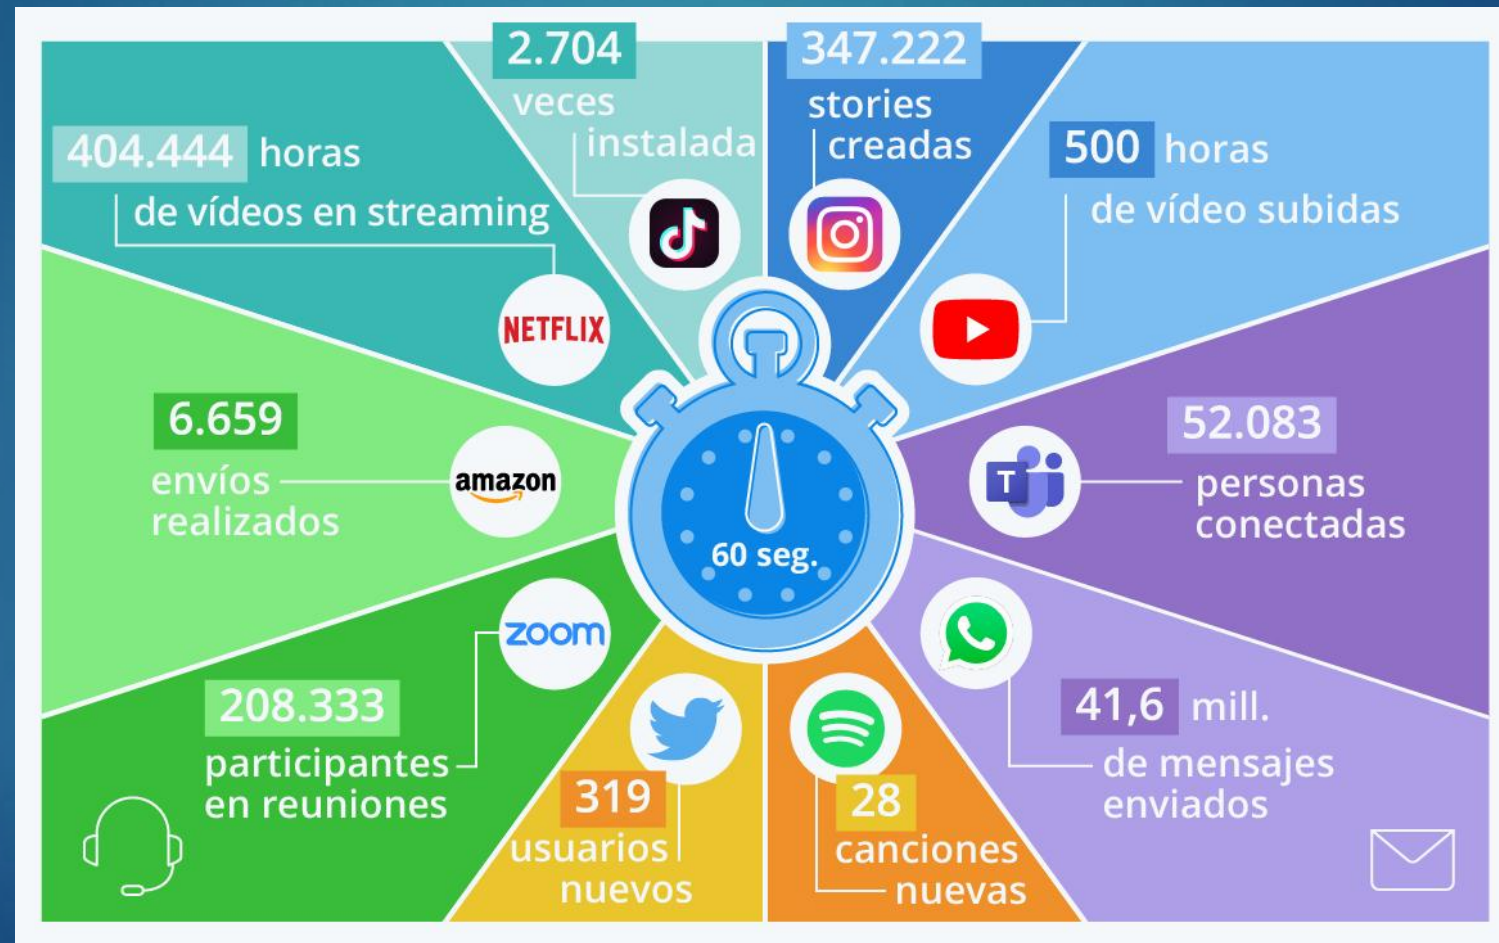 2.704
veces
instalada
347.222
stories
creadas
404.444 horas
de vídeos en streaming
500 horas
de vídeo subidas
NETFLIX
6.659
envíos
realizados
amazon
52.083
personas
conectadas
T
60 seg.
zoom
208.333
participantes
en reuniones
41,6 mill.
de mensajes
enviados
319
usuarios
nuevos
28
canciones
nuevas